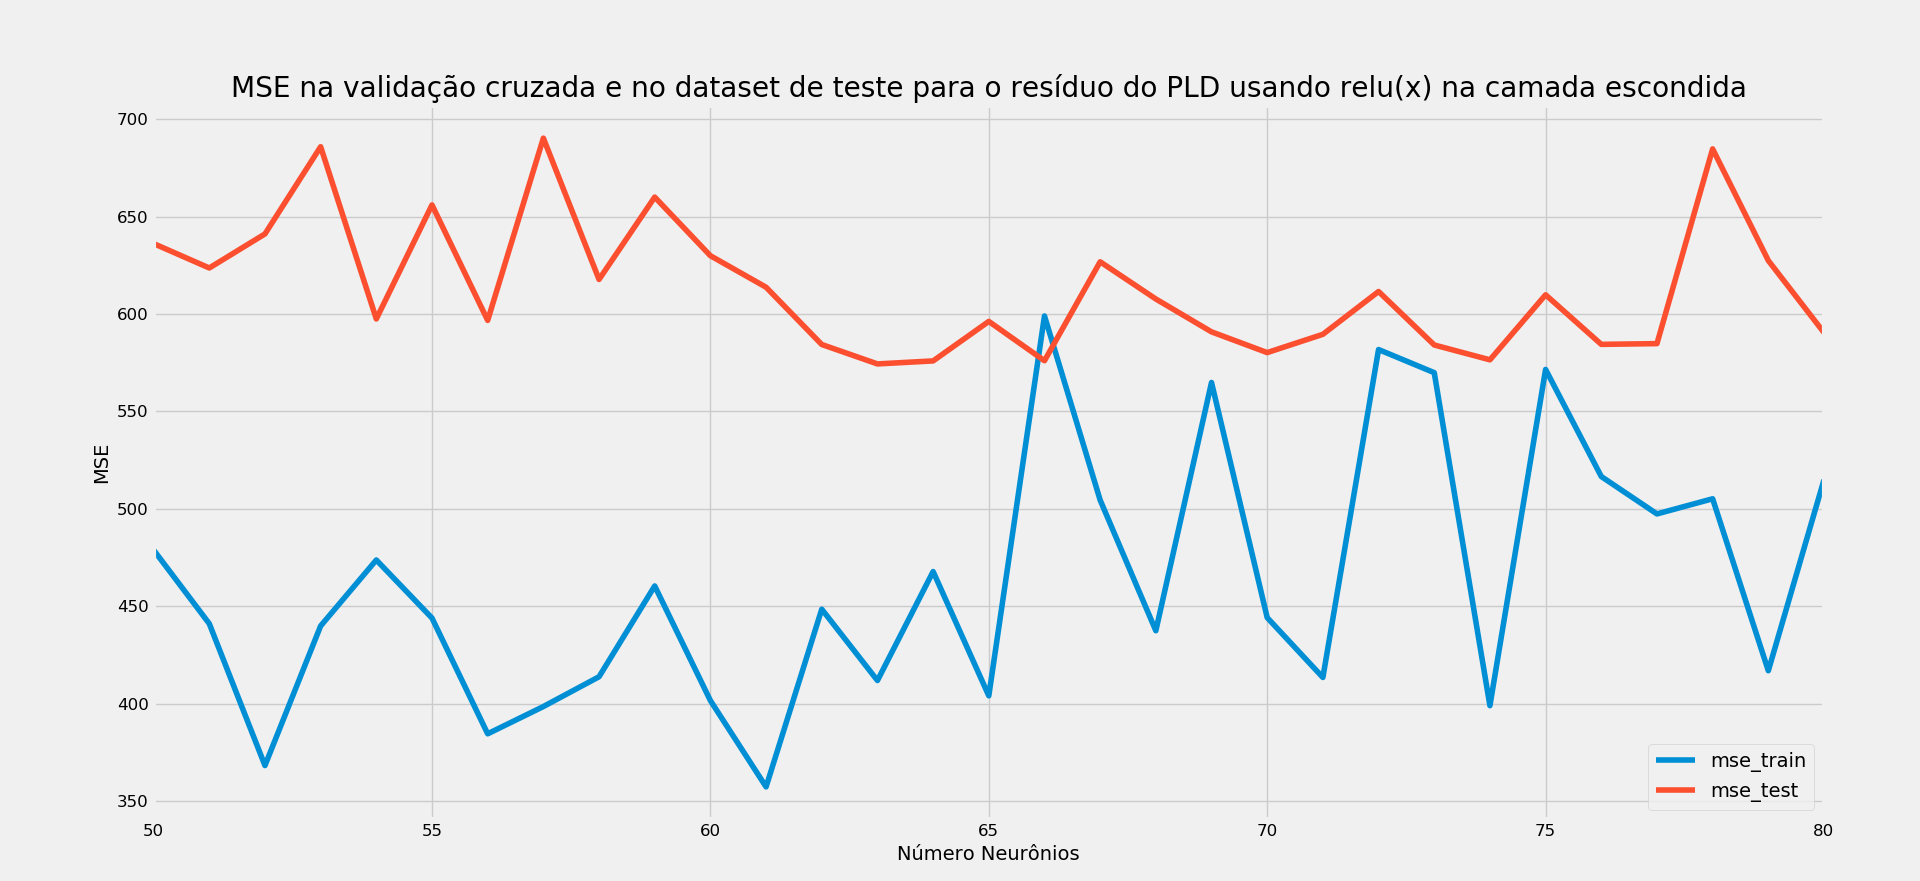 MSE na validação cruzada e no dataset de teste para o resíduo do PLD usando relu(x) na camada escondida
700
650
600
550
500
450
400
350
MSE
50 55 60 65 70 75 80
Número Neurônios
mse_train
mse_test